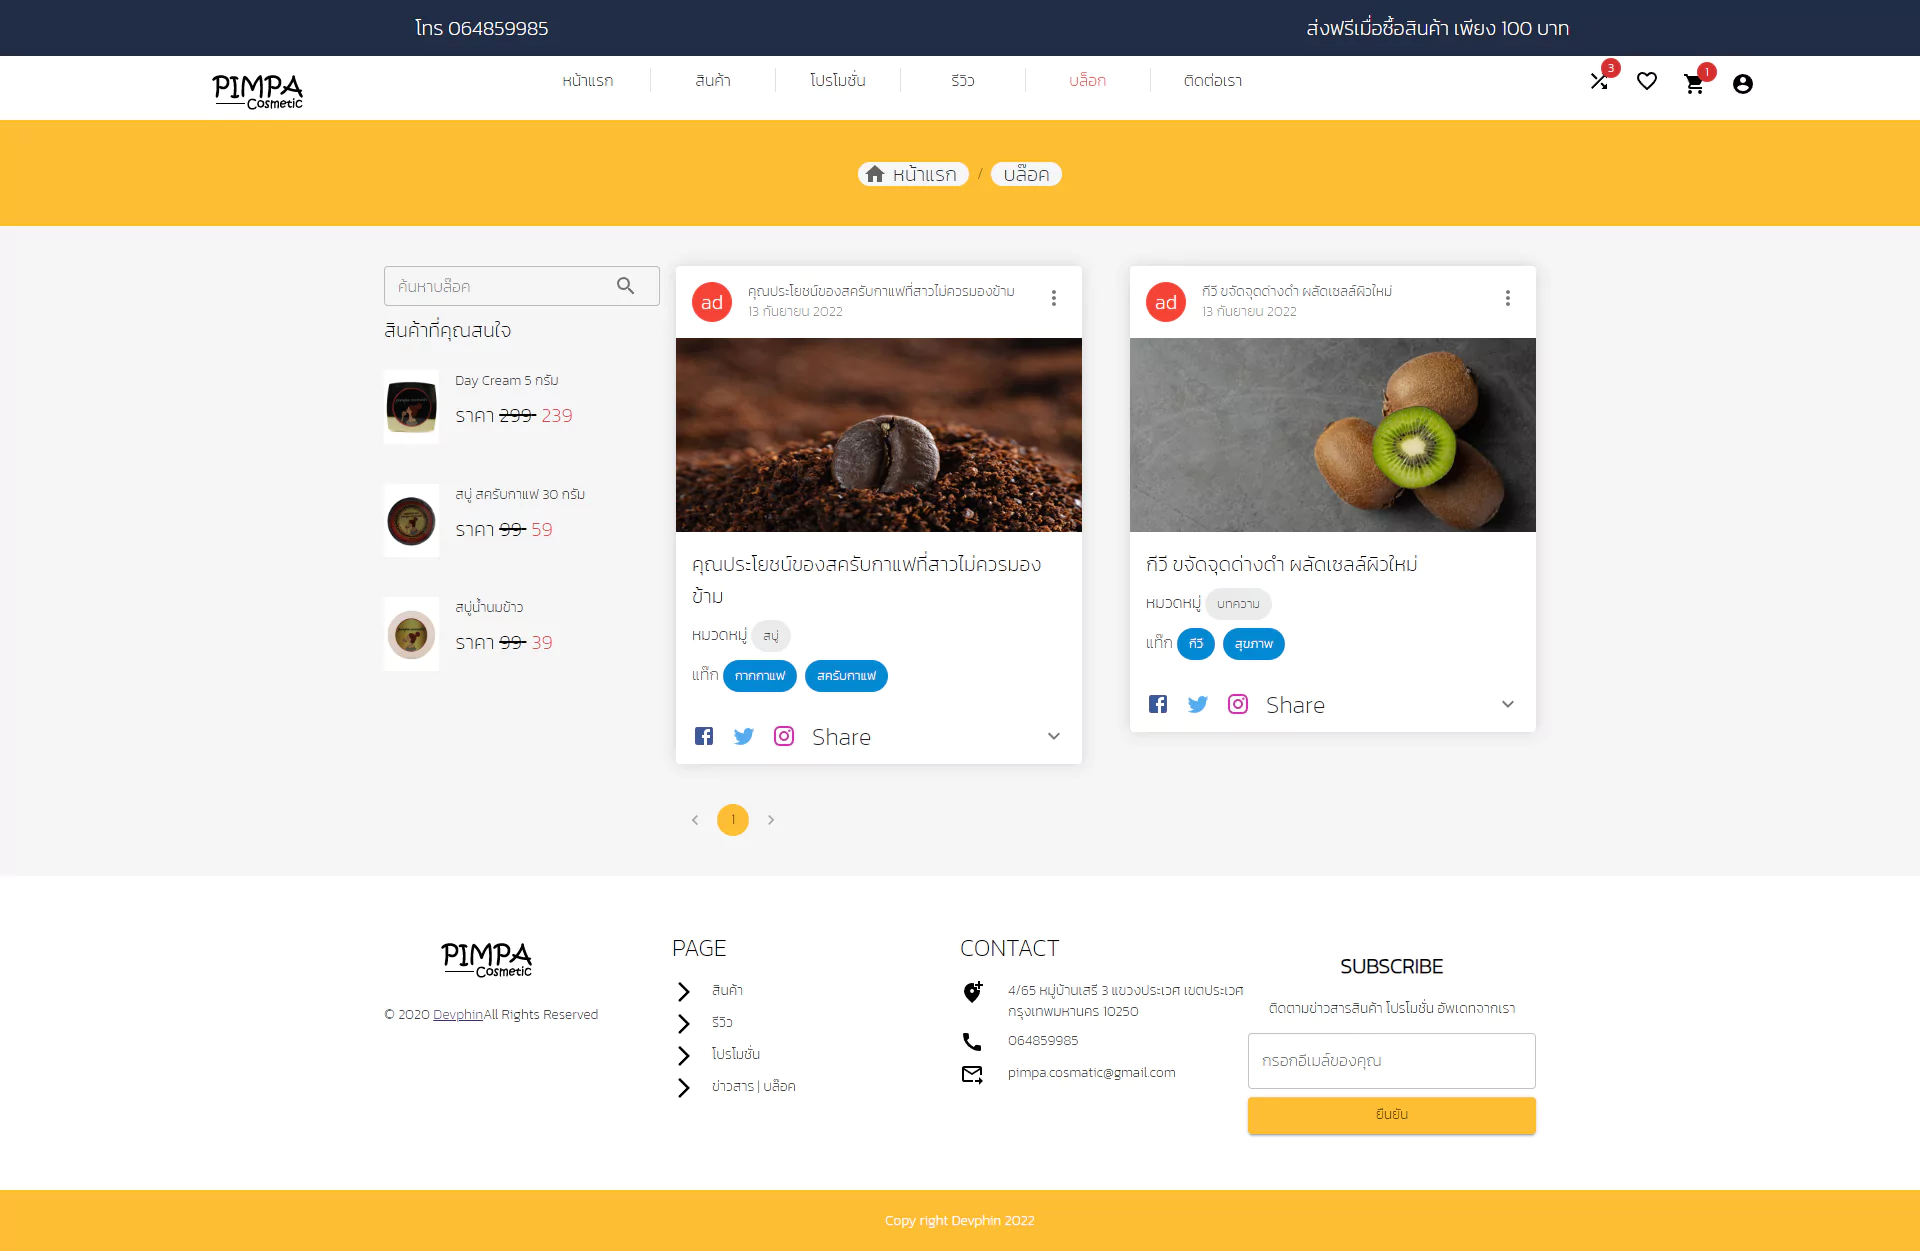 โทร 064859985
ส่งฟรีเมื่อซื้อสินค้า เพียง 100 บาท
PIMPA
Cosmetic
หน้าแรก
สินค้า
โปรโมชั่น
รีวิว
บล็อก
ติดต่อเรา
3
1
หน้าแรก / บล๊อค
ค้นหาบล๊อค
สินค้าที่คุณสนใจ
Day Cream 5 กรัม
ราคา 299 239
สบู่ สครับกาแฟ 30 กรัม
ราคา 99 59
สบู่น้ำนมข้าว
ราคา 99 39
ad
คุณประโยชน์ของสครับกาแฟที่สาวไม่ควรมองข้าม
13 กันยายน 2022
คุณประโยชน์ของสครับกาแฟที่สาวไม่ควรมอง
ข้าม
หมวดหมู่ สบู่
แท๊ก กากกาแฟ สครับกาแฟ
Share
ad
กีวี ขจัดจุดด่างดำ ผลัดเซลล์ผิวใหม่
13 กันยายน 2022
กีวี ขจัดจุดด่างดำ ผลัดเซลล์ผิวใหม่
หมวดหมู่ บทความ
แท๊ก กีวี สุขภาพ
Share
1
PIMPA
Cosmetic
© 2020 DevphinAll Rights Reserved
PAGE
สินค้า
รีวิว
โปรโมชั่น
ข่าวสาร | บล๊อค
CONTACT
4/65 หมู่บ้านเสรี 3 แขวงประเวศ เขตประเวศ
กรุงเทพมหานคร 10250
064859985
pimpa.cosmatic@gmail.com
SUBSCRIBE
ติดตามข่าวสารสินค้า โปรโมชั่น อัพเดทจากเรา
กรอกอีเมล์ของคุณ
ยืนยัน
Copy right Devphin 2022